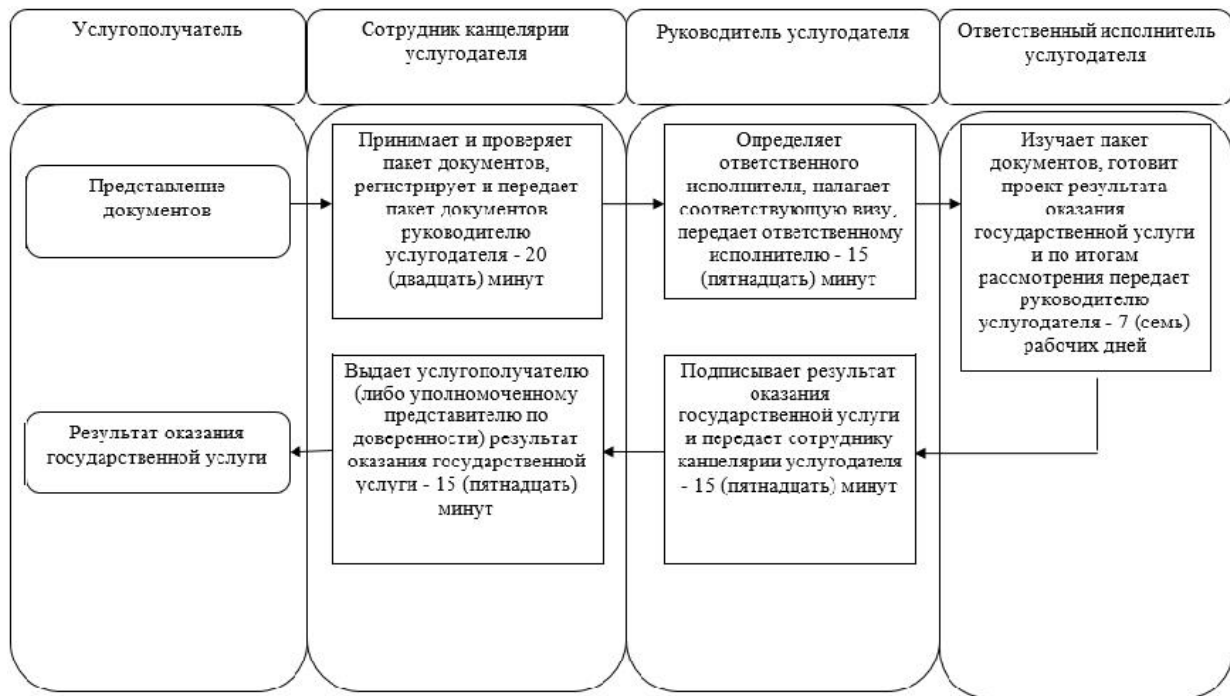 Услугополучатель
Сотрудник канцелярии
услугодателя
Руководитель услугодателя
Ответственный исполнитель
услугодателя
Представление
документов
Принимает и проверяет
пакет документов,
регистрирует и передает
пакет документов
руководителю
услугодателя - 20
(двадцать) минут
Определяет
ответственного
исполнителя, налагает
соответствующую визу,
передает ответственному
исполнителю - 15
(пятнадцать) минут
Изучает пакет
документов, готовит
проект результата
оказания
государственной услуги
и по итогам
рассмотрения передает
руководителю
услугодателя - 7 (семь)
рабочих дней
Результат оказания
государственной услуги
Выдает услугополучателю
(либо уполномоченному
представителю по
доверенности) результат
оказания государственной
услуги - 15 (пятнадцать)
минут
Подписывает результат
оказания
государственной услуги
и передает сотруднику
канцелярии услугодателя
- 15 (пятнадцать) минут